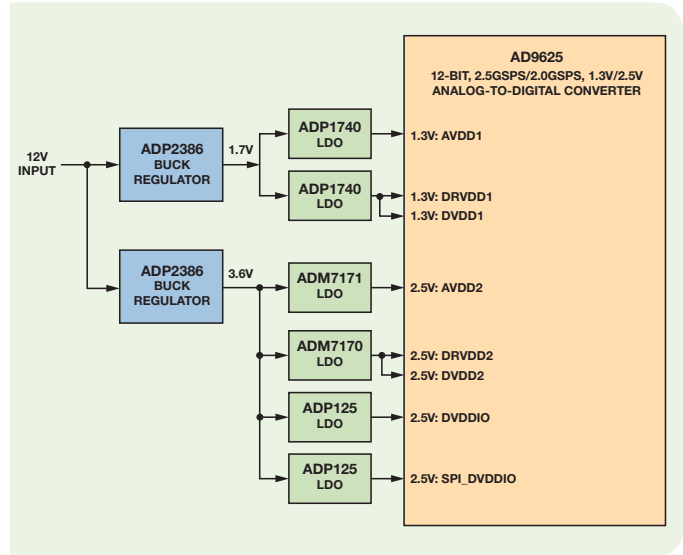 AD9625
12-BIT, 2.5GSPS/2.0GSPS, 1.3V/2.5V
ANALOG-TO-DIGITAL CONVERTER
12V
INPUT
ADP2386
BUCK
REGULATOR
1.7V
ADP1740
LDO
1.3V: AVDD1
ADP1740
LDO
1.3V: DRVDD1
1.3V: DVDD1
ADP2386
BUCK
REGULATOR
3.6V
ADM7171
LDO
2.5V: AVDD2
ADM7170
LDO
2.5V: DRVDD2
2.5V: DVDD2
ADP125
LDO
2.5V: DVDDIO
ADP125
LDO
2.5V: SPI_DVDDIO